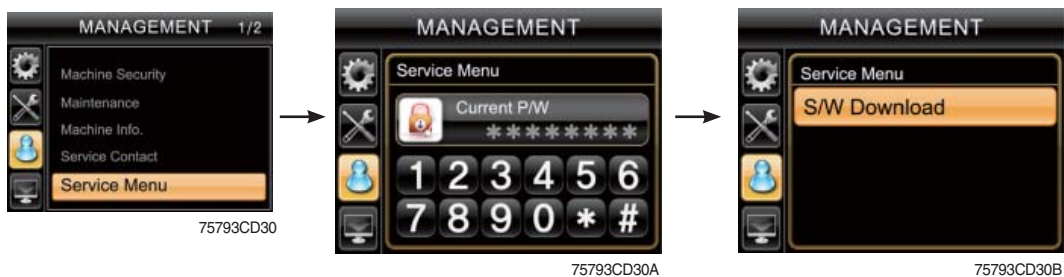 MANAGEMENT 1/2
Machine Security
Maintenance
Machine Info.
Service Contact
Service Menu
75793CD30
MANAGEMENT
Service Menu
Current P/W
********
1 2 3 4 5 6
7 8 9 0 * #
75793CD30A
MANAGEMENT
Service Menu
S/W Download
75793CD30B